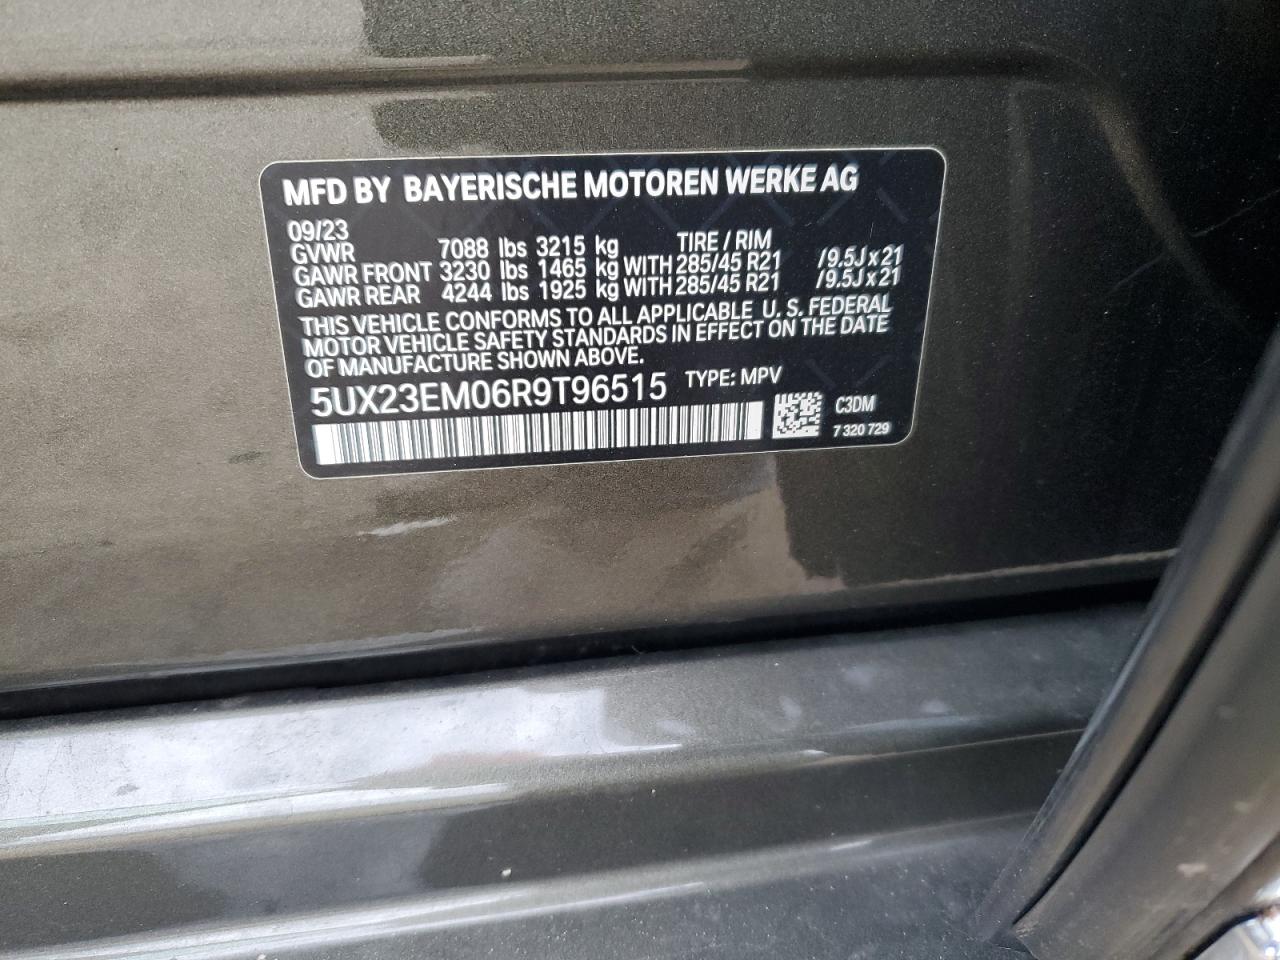 MFD BY BAYERISCHE MOTOREN WERKE AG
09/23
GVWR 7088 lbs 3215 kg TIRE / RIM
GAWR FRONT 3230 lbs 1465 kg WITH 285/45 R21 /9.5J x 21
GAWR REAR 4244 lbs 1925 kg WITH 285/45 R21 /9.5J x 21
THIS VEHICLE CONFORMS TO ALL APPLICABLE U. S. FEDERAL
MOTOR VEHICLE SAFETY STANDARDS IN EFFECT ON THE DATE
OF MANUFACTURE SHOWN ABOVE.
5UX23EM06R9T96515 TYPE: MPV
C3DM
7 320 729